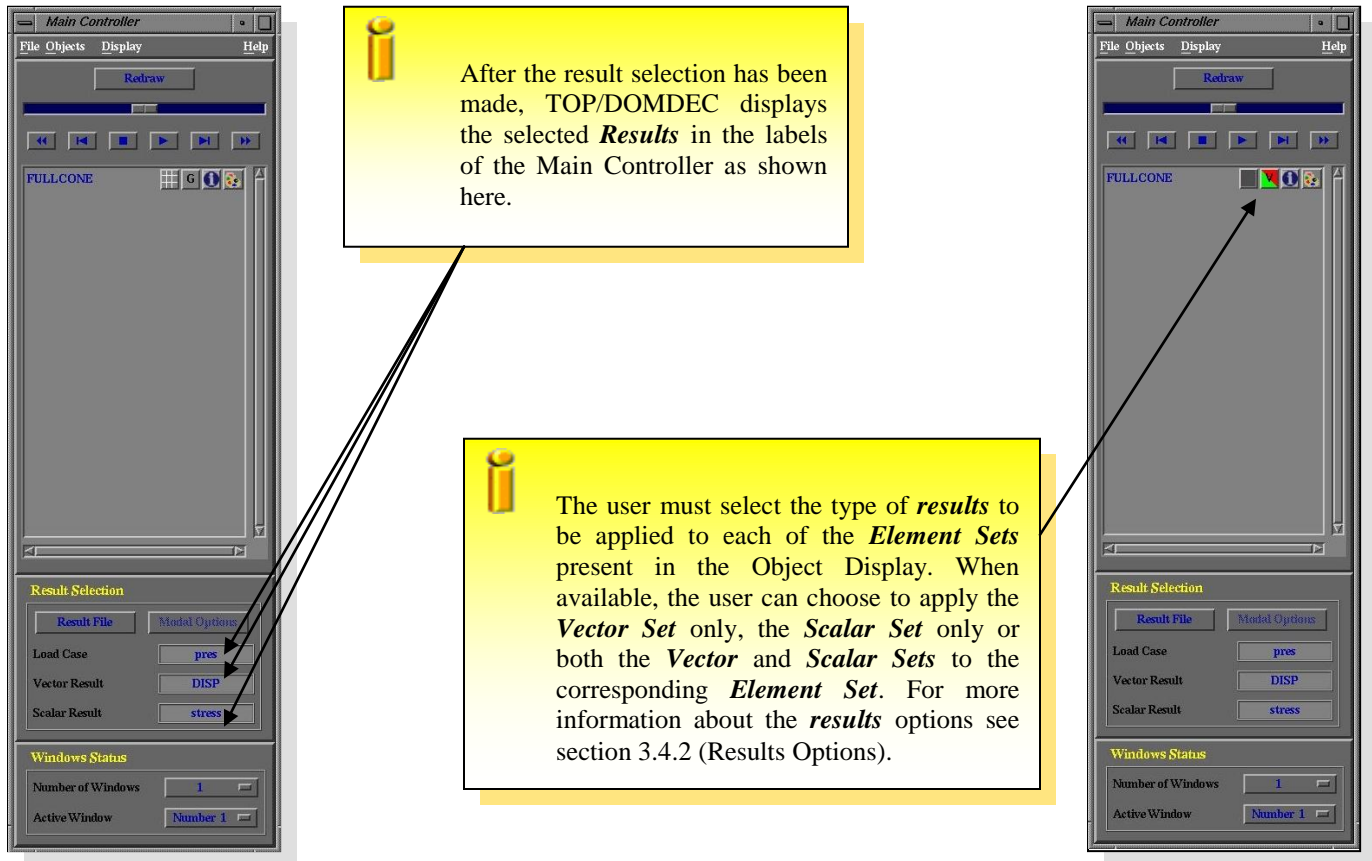 Main Controller
File Objects Display Help
Redraw
FULLCONE
G
Result Selection
Result File Modal Options
Load Case pres
Vector Result DISP
Scalar Result stress
Windows Status
Number of Windows 1
Active Window Number 1
After the result selection has been
made, TOP/DOMDEC displays
the selected Results in the labels
of the Main Controller as shown
here.
The user must select the type of results to
be applied to each of the Element Sets
present in the Object Display. When
available, the user can choose to apply the
Vector Set only, the Scalar Set only or
both the Vector and Scalar Sets to the
corresponding Element Set. For more
information about the results options see
section 3.4.2 (Results Options).
Main Controller
File Objects Display Help
Redraw
FULLCONE
V
Result Selection
Result File Modal Options
Load Case pres
Vector Result DISP
Scalar Result stress
Windows Status
Number of Windows 1
Active Window Number 1